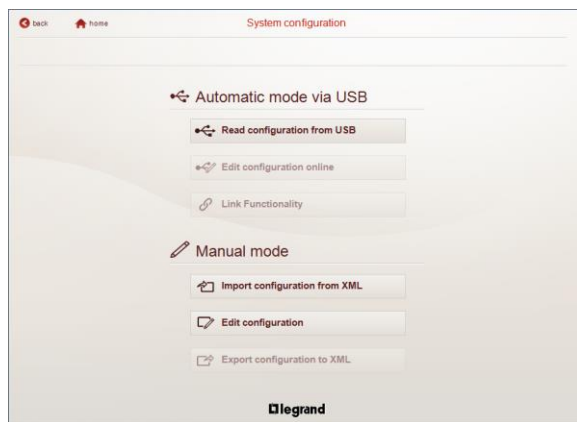 back
home
System configuration
Automatic mode via USB
Read configuration from USB
Edit configuration online
Link Functionality
Manual mode
Import configuration from XML
Edit configuration
Export configuration to XML
legrand